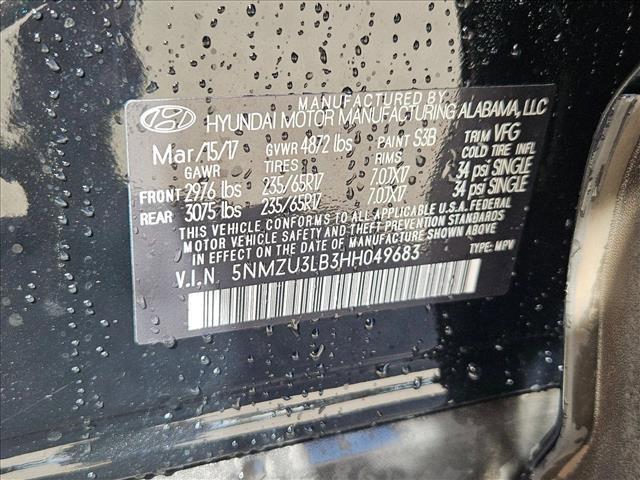 MANUFACTURED BY
HYUNDAI MOTOR MANUFACTURING ALABAMA, LLC
Mar/15/17 GVWR 4872 lbs PAINT S3B TRIM VFG
GAWR TIRES RIMS COLD TIRE INFL
FRONT 2976 lbs 235/65R17 7.0JX17 34 psi SINGLE
REAR 3075 lbs 235/65R17 7.0JX17 34 psi SINGLE
THIS VEHICLE CONFORMS TO ALL APPLICABLE U.S.A. FEDERAL
MOTOR VEHICLE SAFETY AND THEFT PREVENTION STANDARDS
IN EFFECT ON THE DATE OF MANUFACTURE SHOWN ABOVE.
V.I.N. 5NMZU3LB3HH049683 TYPE: MPV